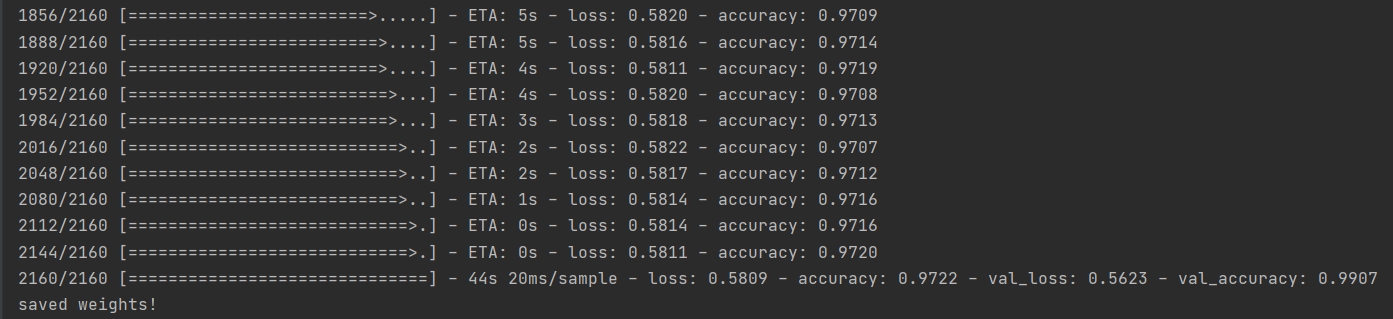 1856/2160 [========================>.....] - ETA: 5s - loss: 0.5820 - accuracy: 0.9709
1888/2160 [=========================>....] - ETA: 5s - loss: 0.5816 - accuracy: 0.9714
1920/2160 [=========================>....] - ETA: 4s - loss: 0.5811 - accuracy: 0.9719
1952/2160 [==========================>...] - ETA: 4s - loss: 0.5820 - accuracy: 0.9708
1984/2160 [==========================>...] - ETA: 3s - loss: 0.5818 - accuracy: 0.9713
2016/2160 [===========================>..] - ETA: 2s - loss: 0.5822 - accuracy: 0.9707
2048/2160 [===========================>..] - ETA: 2s - loss: 0.5817 - accuracy: 0.9712
2080/2160 [===========================>..] - ETA: 1s - loss: 0.5814 - accuracy: 0.9716
2112/2160 [============================>.] - ETA: 0s - loss: 0.5814 - accuracy: 0.9716
2144/2160 [============================>.] - ETA: 0s - loss: 0.5811 - accuracy: 0.9720
2160/2160 [==============================] - 44s 20ms/sample - loss: 0.5809 - accuracy: 0.9722 - val_loss: 0.5623 - val_accuracy: 0.9907
saved weights!